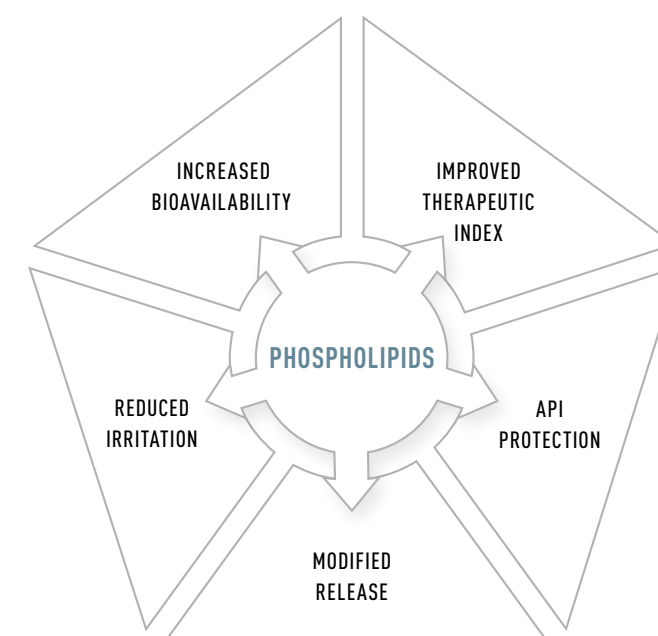 INCREASED
BIOAVAILABILITY
IMPROVED
THERAPEUTIC
INDEX
PHOSPHOLIPIDS
REDUCED
IRRITATION
API
PROTECTION
MODIFIED
RELEASE